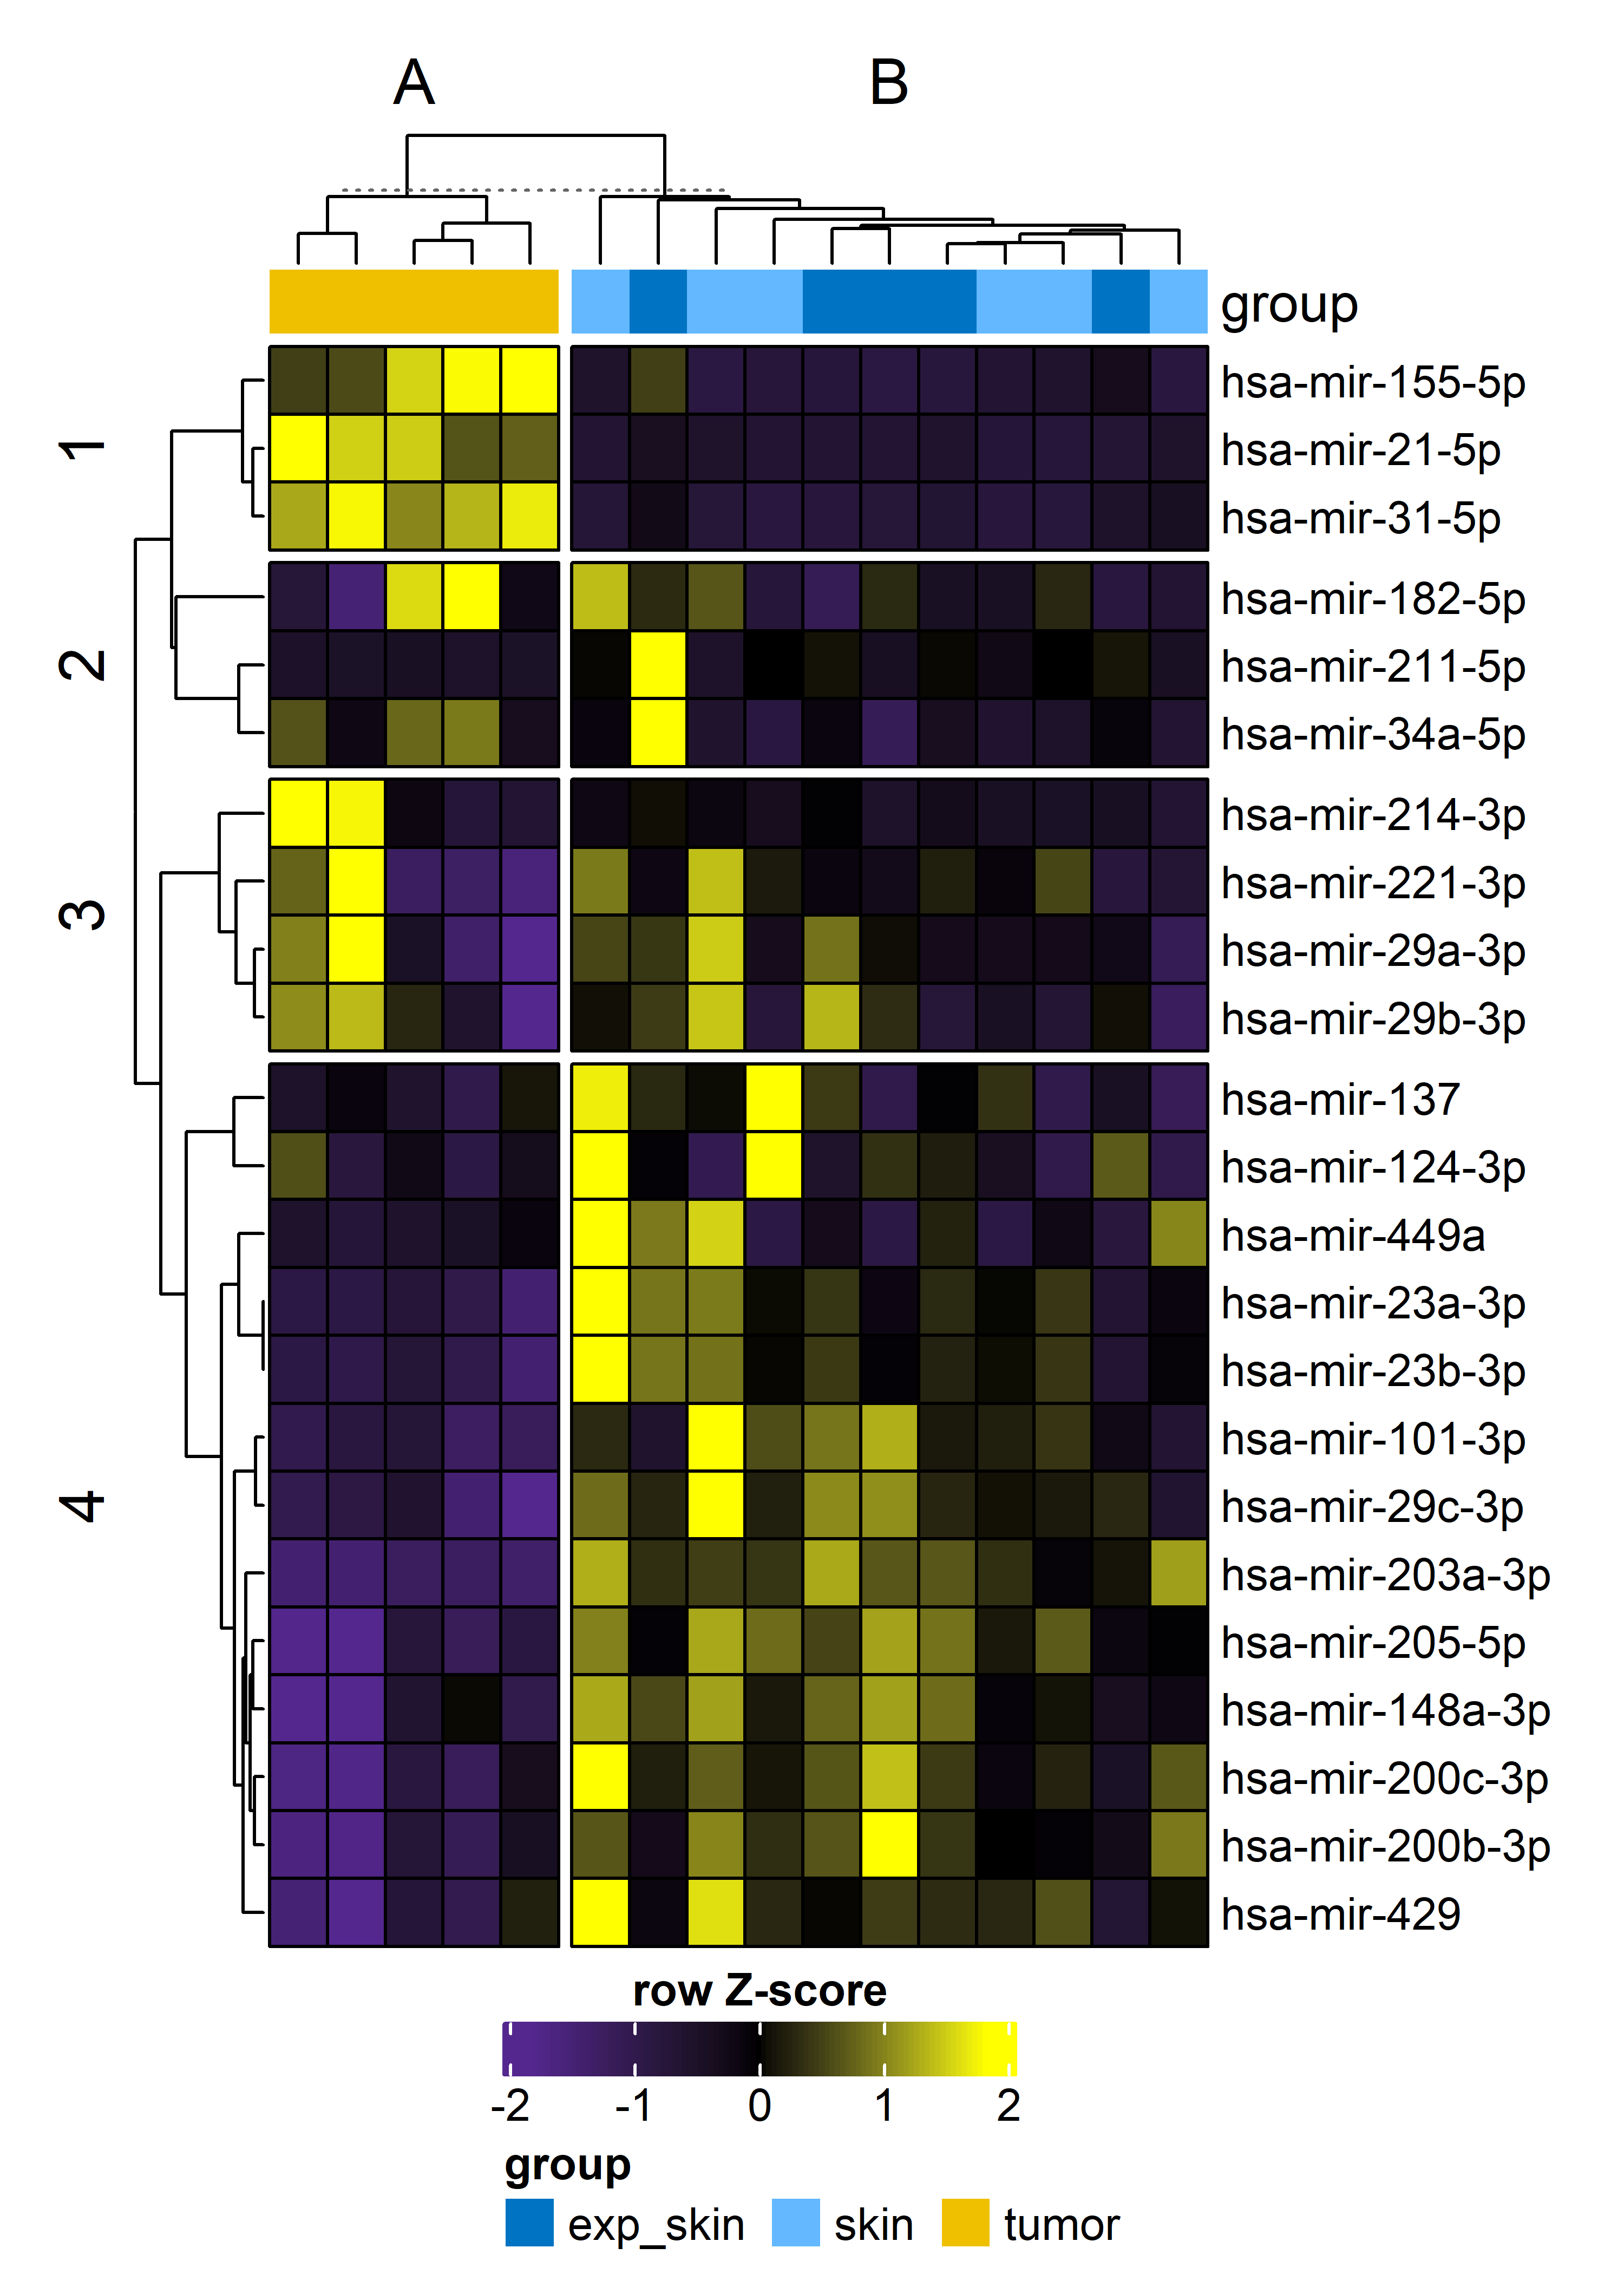 A B
group
1
hsa-mir-155-5p
hsa-mir-21-5p
hsa-mir-31-5p
2
hsa-mir-182-5p
hsa-mir-211-5p
hsa-mir-34a-5p
3
hsa-mir-214-3p
hsa-mir-221-3p
hsa-mir-29a-3p
hsa-mir-29b-3p
4
hsa-mir-137
hsa-mir-124-3p
hsa-mir-449a
hsa-mir-23a-3p
hsa-mir-23b-3p
hsa-mir-101-3p
hsa-mir-29c-3p
hsa-mir-203a-3p
hsa-mir-205-5p
hsa-mir-148a-3p
hsa-mir-200c-3p
hsa-mir-200b-3p
hsa-mir-429
row Z-score
-2 -1 0 1 2
group
exp_skin skin tumor